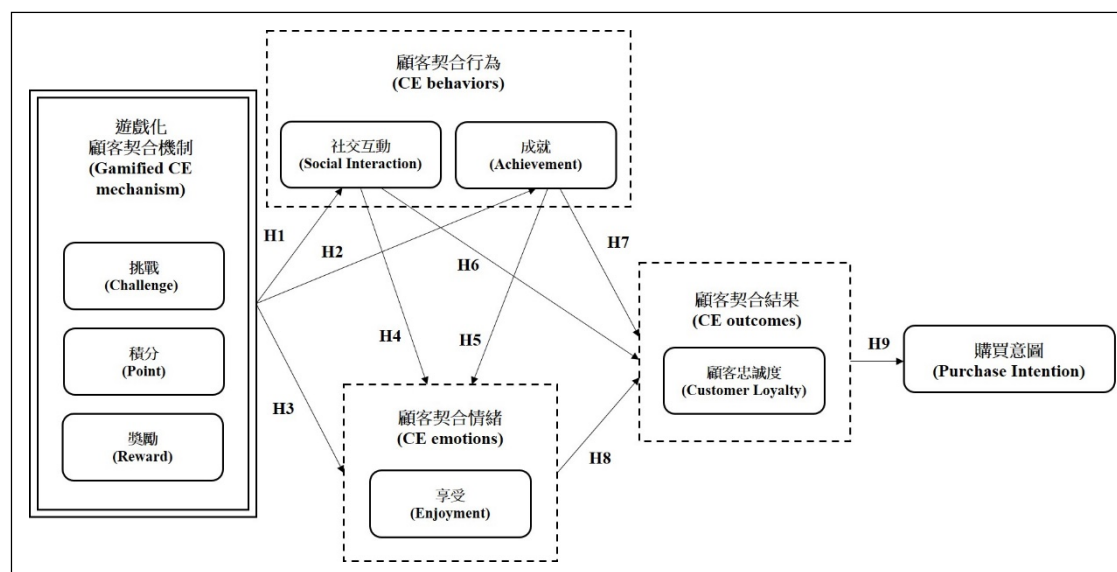 遊戲化
顧客契合機制
(Gamified CE
mechanism)
挑戰
(Challenge)
積分
(Point)
獎勵
(Reward)
顧客契合行為
(CE behaviors)
社交互動
(Social Interaction)
成就
(Achievement)
H1
H2
H3
H4
H5
H6
H7
顧客契合情緒
(CE emotions)
享受
(Enjoyment)
H8
顧客契合結果
(CE outcomes)
顧客忠誠度
(Customer Loyalty)
H9
購買意圖
(Purchase Intention)